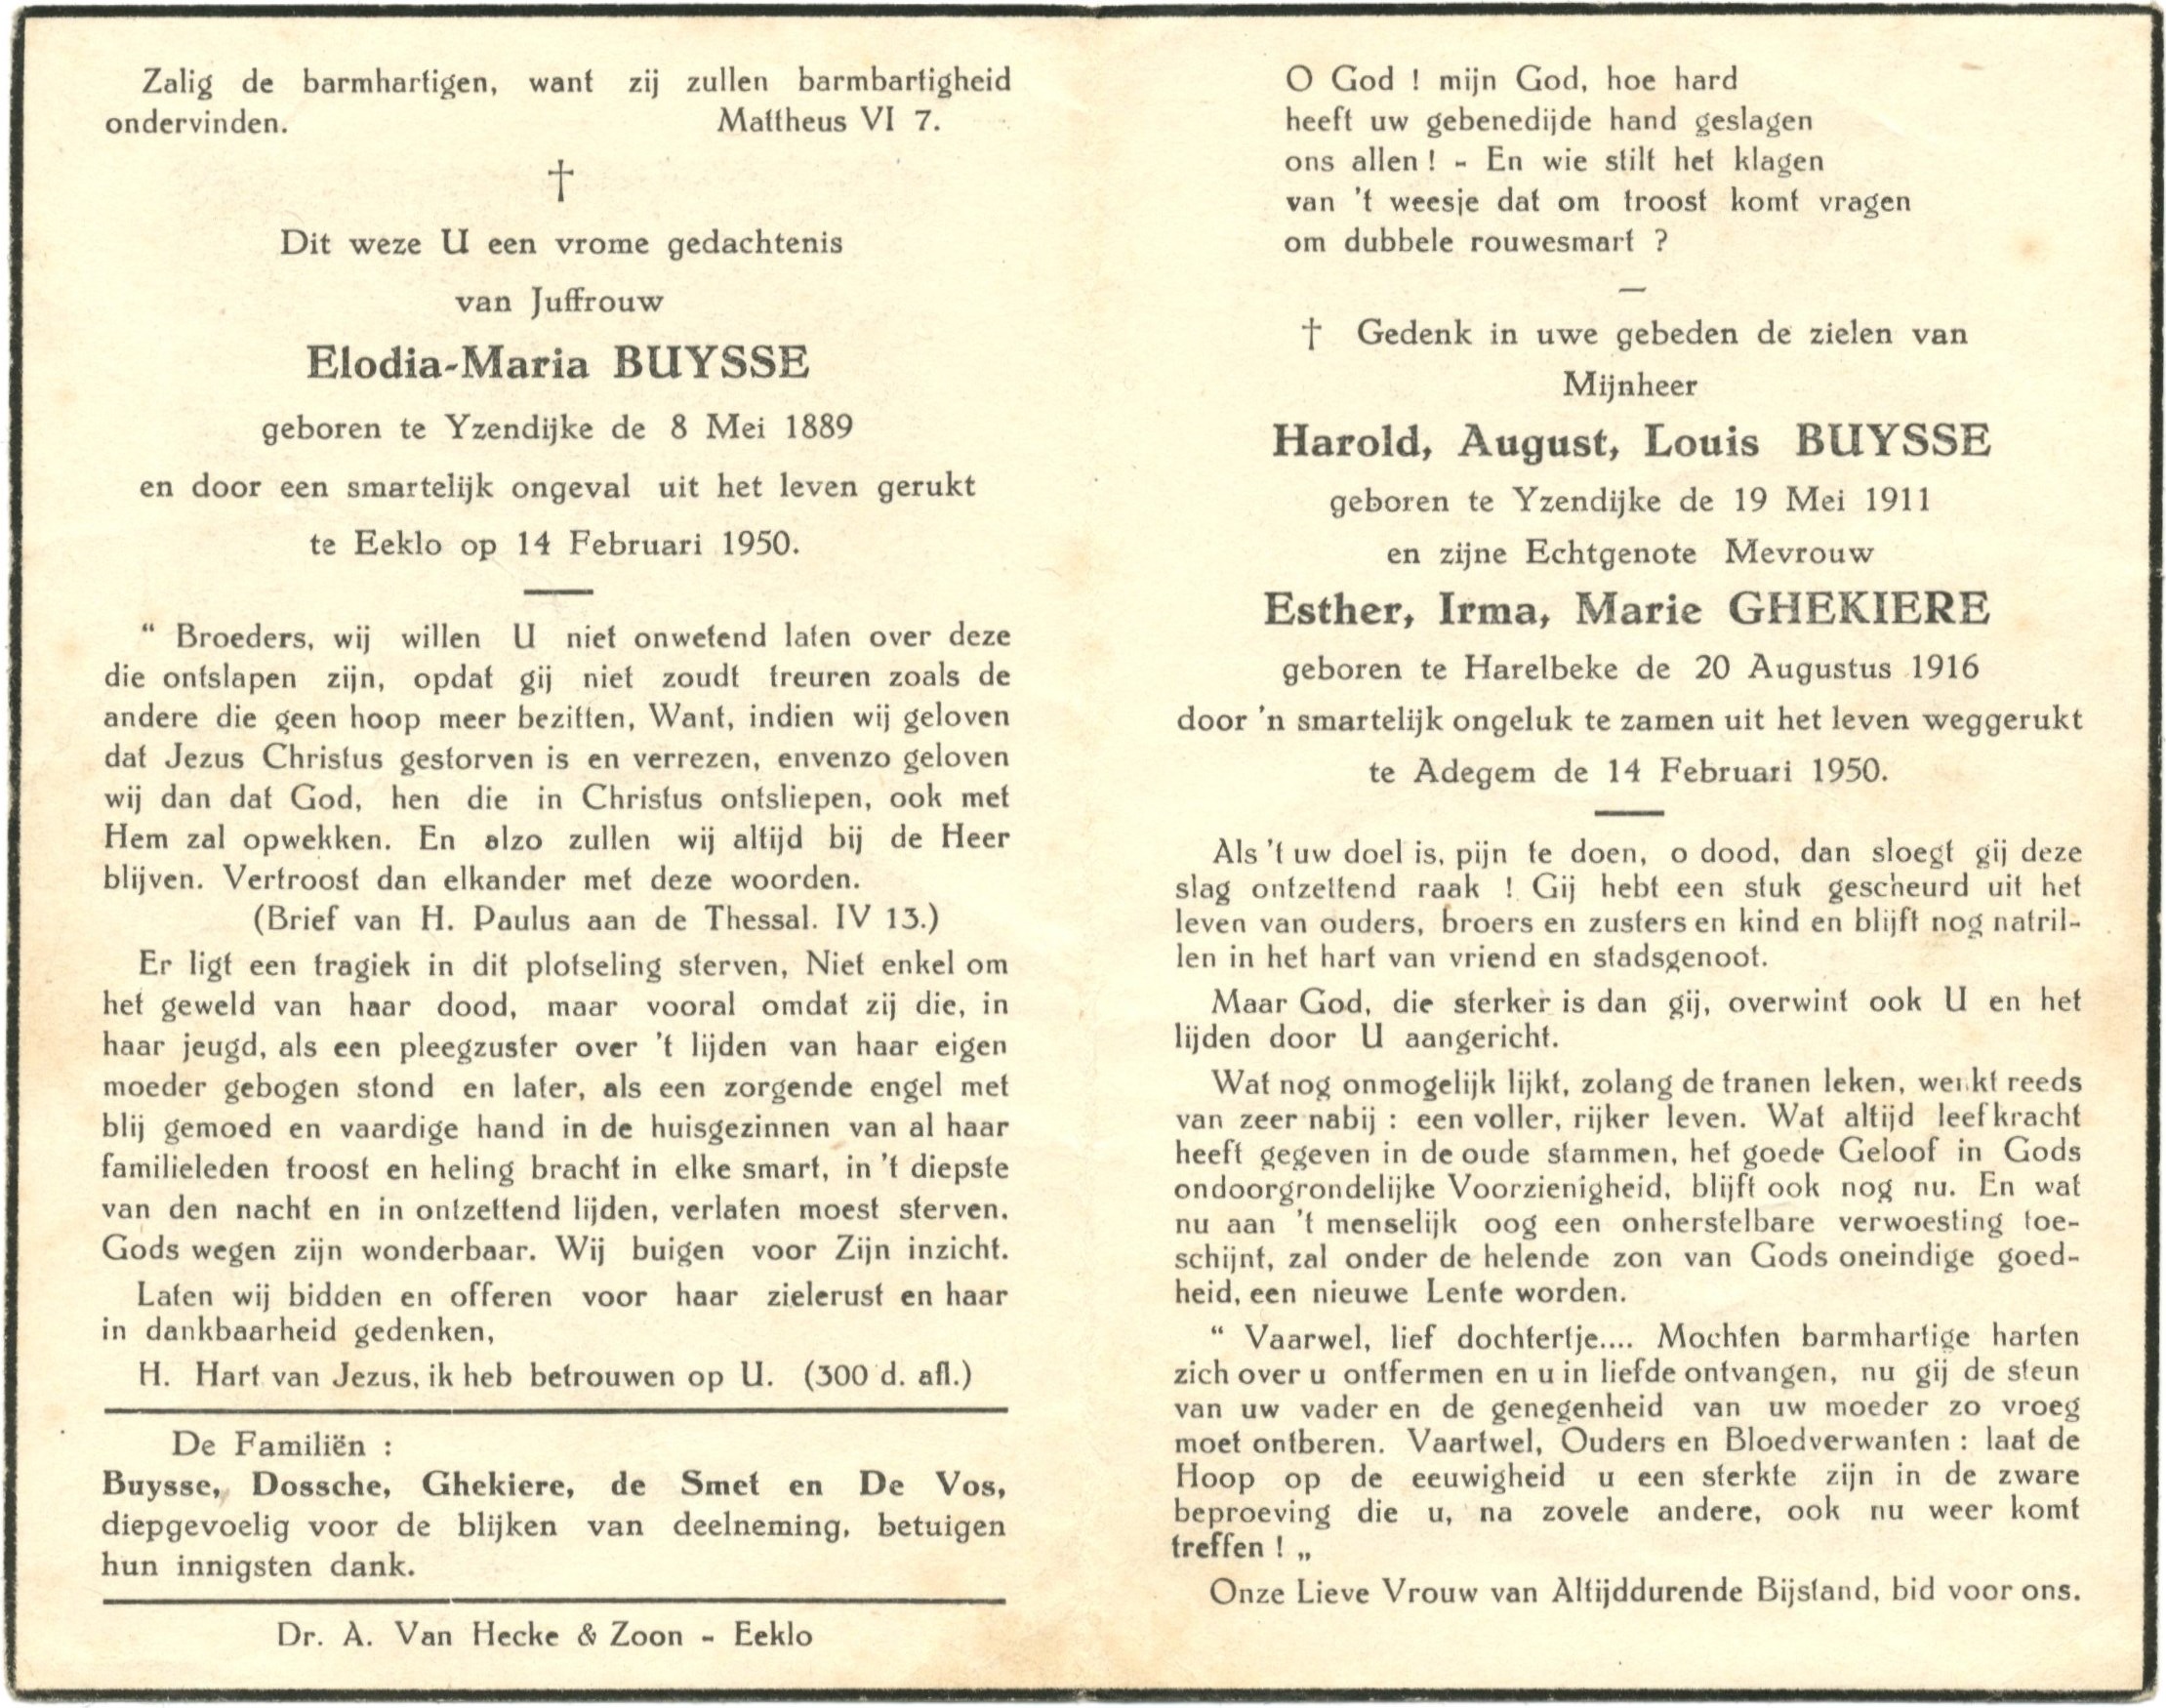 Zalig de barmhartigen, want zij zullen barmbartigheid
ondervinden. Mattheus VI 7.
†
Dit weze U een vrome gedachtenis
van Juffrouw
Elodia-Maria BUYSSE
geboren te Yzendijke de 8 Mei 1889
en door een smartelijk ongeval uit het leven gerukt
te Eeklo op 14 Februari 1950.
“ Broeders, wij willen U niet onwetend laten over deze
die ontslapen zijn, opdat gij niet zoudt treuren zoals de
andere die geen hoop meer bezitten, Want, indien wij geloven
dat Jezus Christus gestorven is en verrezen, envenzo geloven
wij dan dat God, hen die in Christus ontsliepen, ook met
Hem zal opwekken. En alzo zullen wij altijd bij de Heer
blijven. Vertroost dan elkander met deze woorden.
(Brief van H. Paulus aan de Thessal. IV 13.)
Er ligt een tragiek in dit plotseling sterven, Niet enkel om
het geweld van haar dood, maar vooral omdat zij die, in
haar jeugd, als een pleegzuster over 't lijden van haar eigen
moeder gebogen stond en later, als een zorgende engel met
blij gemoed en vaardige hand in de huisgezinnen van al haar
familieleden troost en heling bracht in elke smart, in 't diepste
van den nacht en in ontzettend lijden, verlaten moest sterven.
Gods wegen zijn wonderbaar. Wij buigen voor Zijn inzicht.
Laten wij bidden en offeren voor haar zielerust en haar
in dankbaarheid gedenken,
H. Hart van Jezus, ik heb betrouwen op U. (300 d. afl.)
De Familiën :
Buysse, Dossche, Ghekiere, de Smet en De Vos,
diepgevoelig voor de blijken van deelneming, betuigen
hun innigsten dank.
Dr. A. Van Hecke & Zoon - Eeklo
O God ! mijn God, hoe hard
heeft uw gebenedijde hand geslagen
ons allen ! - En wie stilt het klagen
van 't weesje dat om troost komt vragen
om dubbele rouwesmart ?
† Gedenk in uwe gebeden de zielen van
Mijnheer
Harold, August, Louis BUYSSE
geboren te Yzendijke de 19 Mei 1911
en zijne Echtgenote Mevrouw
Esther, Irma, Marie GHEKIERE
geboren te Harelbeke de 20 Augustus 1916
door 'n smartelijk ongeluk te zamen uit het leven weggerukt
te Adegem de 14 Februari 1950.
Als 't uw doel is, pijn te doen, o dood, dan sloegt gij deze
slag ontzettend raak ! Gij hebt een stuk gescheurd uit het
leven van ouders, broers en zusters en kind en blijft nog natril-
len in het hart van vriend en stadsgenoot.
Maar God, die sterker is dan gij, overwint ook U en het
lijden door U aangericht.
Wat nog onmogelijk lijkt, zolang de tranen leken, wenkt reeds
van zeer nabij : een voller, rijker leven. Wat altijd leefkracht
heeft gegeven in de oude stammen, het goede Geloof in Gods
ondoorgrondelijke Voorzienigheid, blijft ook nog nu. En wat
nu aan 't menselijk oog een onherstelbare verwoesting toe-
schijnt, zal onder de helende zon van Gods oneindige goed-
heid, een nieuwe Lente worden.
“ Vaarwel, lief dochtertje.... Mochten barmhartige harten
zich over u ontfermen en u in liefde ontvangen, nu gij de steun
van uw vader en de genegenheid van uw moeder zo vroeg
moet ontberen. Vaartwel, Ouders en Bloedverwanten : laat de
Hoop op de eeuwigheid u een sterkte zijn in de zware
beproeving die u, na zovele andere, ook nu weer komt
treffen ! „
Onze Lieve Vrouw van Altijddurende Bijstand, bid voor ons.